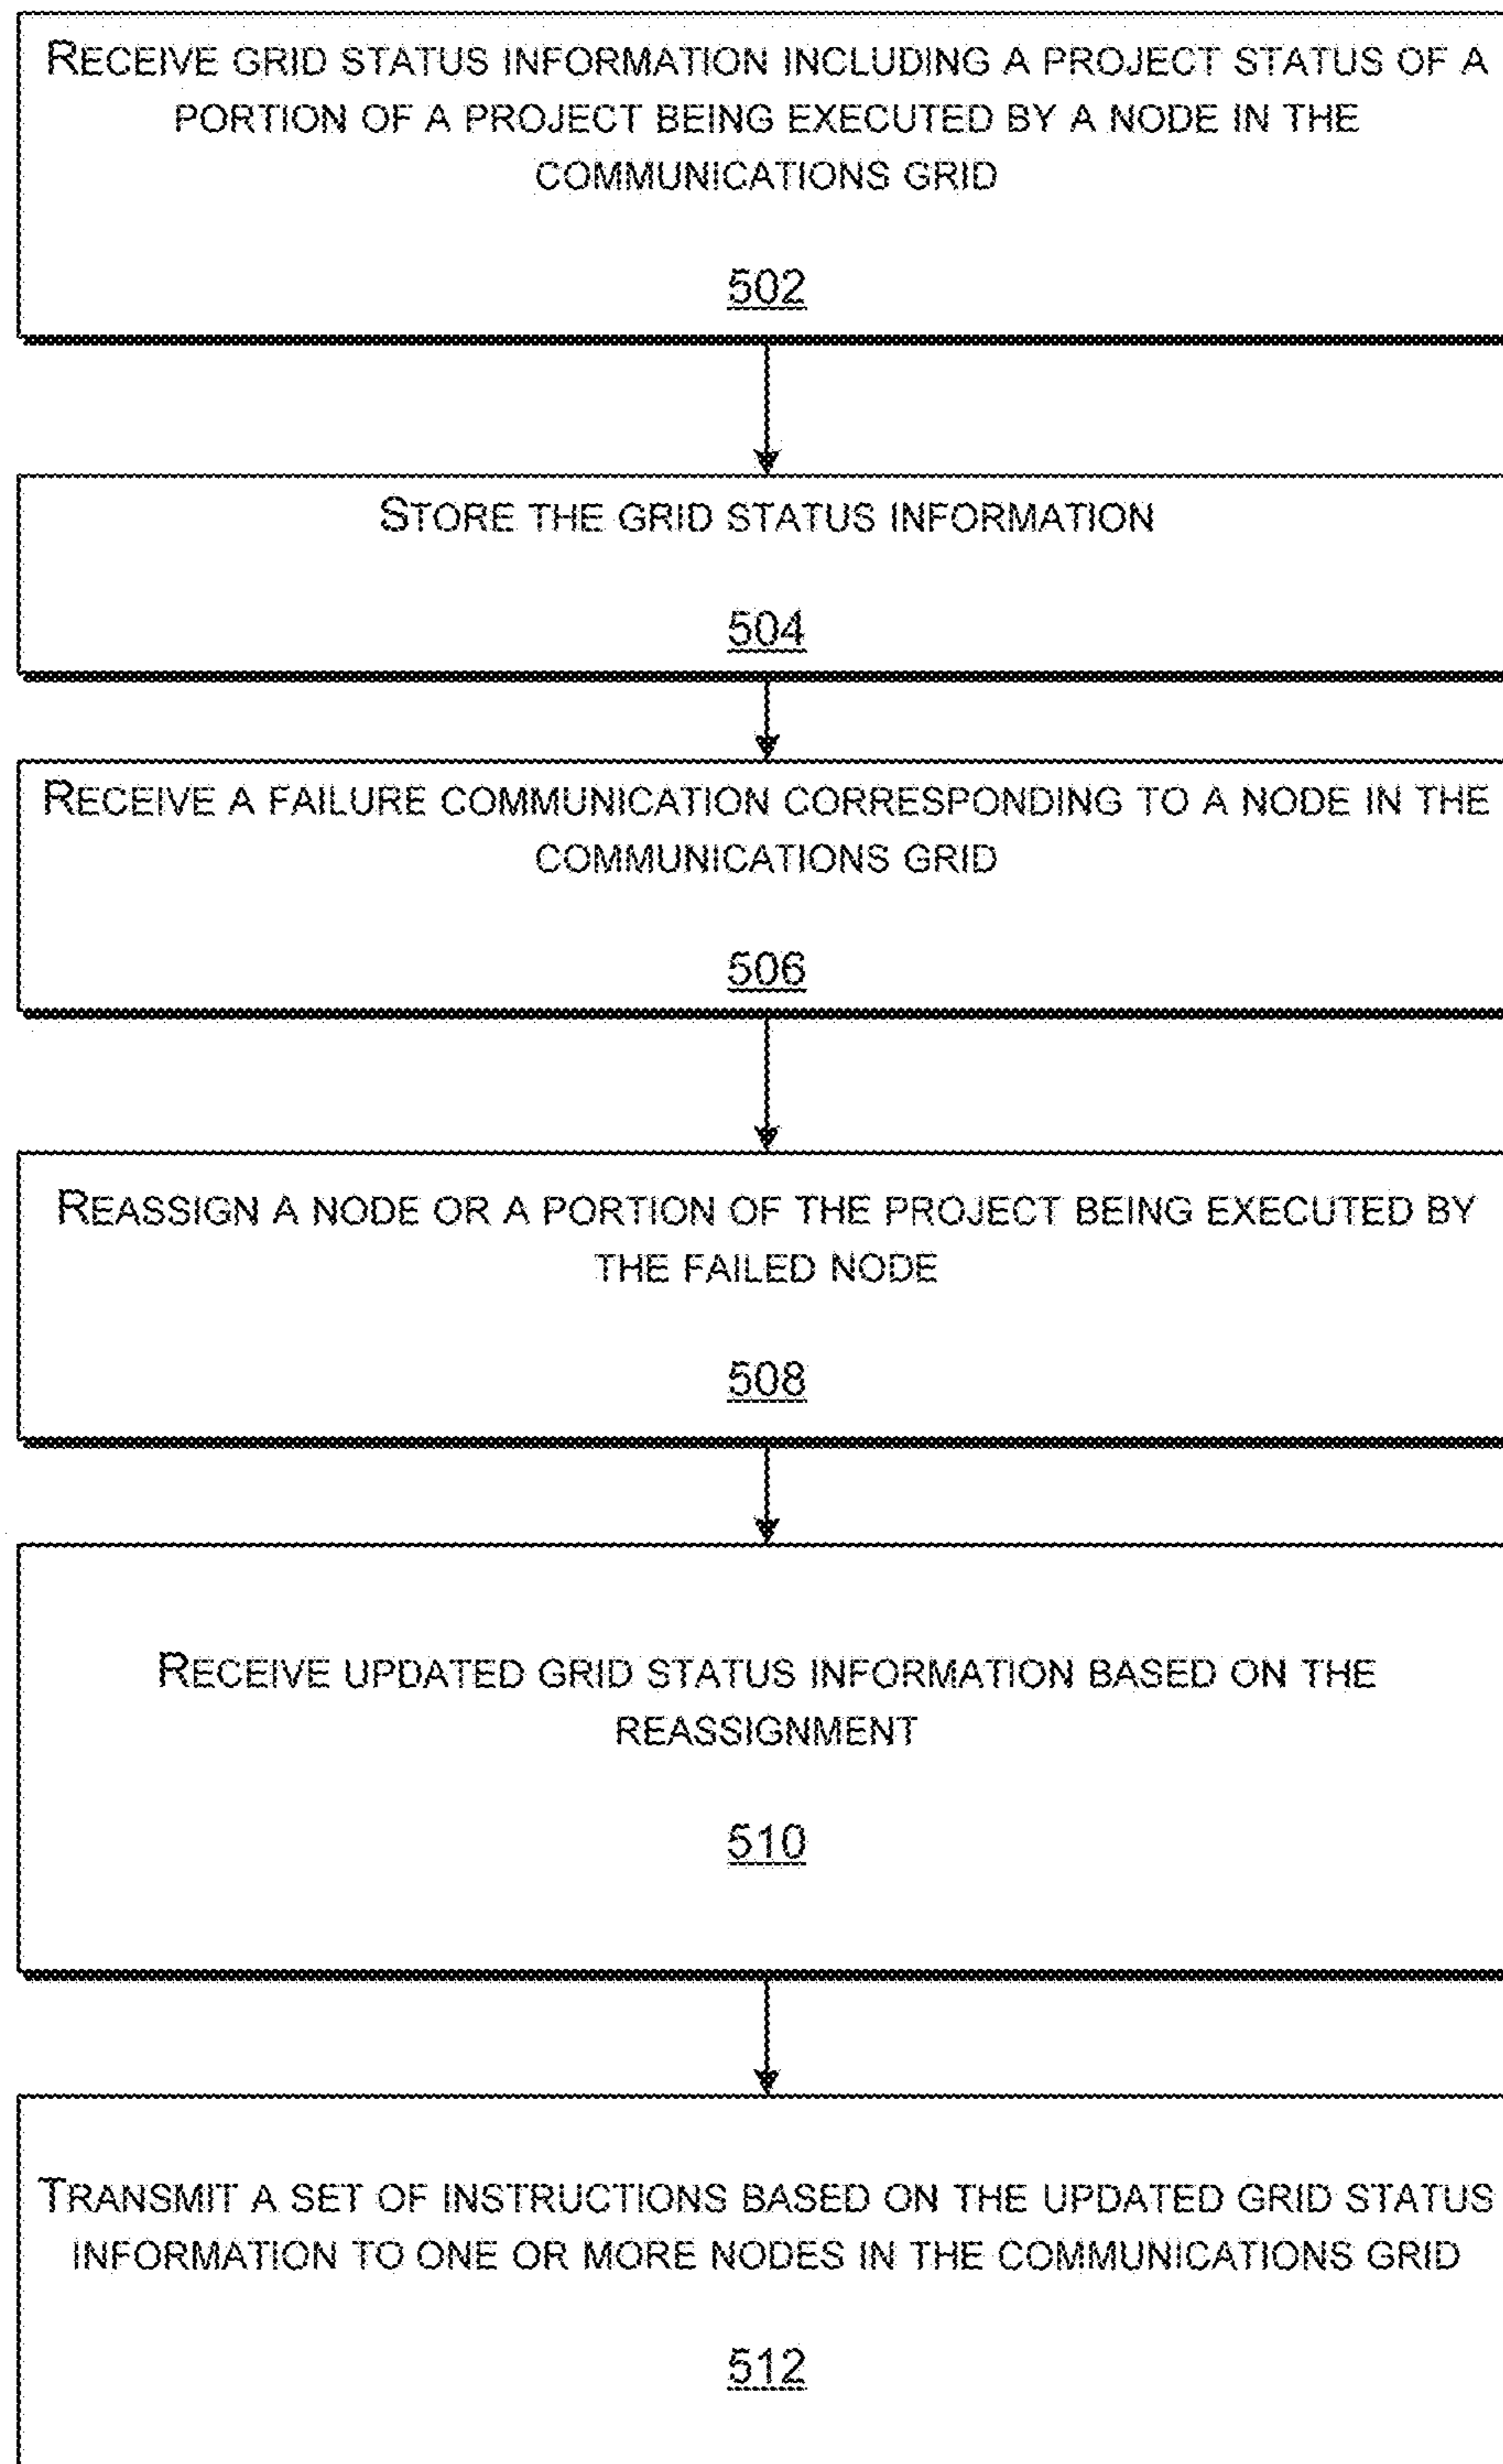 RECEIVE GRID STATUS INFORMATION INCLUDING A PROJECT STATUS OF A
PORTION OF A PROJECT BEING EXECUTED BY A NODE IN THE
COMMUNICATIONS GRID
502
STORE THE GRID STATUS INFORMATION
504
RECEIVE A FAILURE COMMUNICATION CORRESPONDING TO A NODE IN THE
COMMUNICATIONS GRID
506
REASSIGN A NODE OR A PORTION OF THE PROJECT BEING EXECUTED BY
THE FAILED NODE
508
RECEIVE UPDATED GRID STATUS INFORMATION BASED ON THE
REASSIGNMENT
510
TRANSMIT A SET OF INSTRUCTIONS BASED ON THE UPDATED GRID STATUS
INFORMATION TO ONE OR MORE NODES IN THE COMMUNICATIONS GRID
512